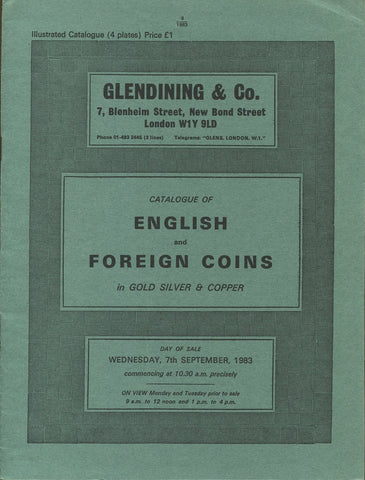 Illustrated Catalogue (4 plates) Price £1
GLENDINING & Co.
7, Blenheim Street, New Bond Street
London W1Y 9LD
Phone 01-493 2445 (3 lines) Telegrams: "GLENS, LONDON, W.1."
CATALOGUE OF
ENGLISH
and
FOREIGN COINS
in GOLD SILVER & COPPER
DAY OF SALE
WEDNESDAY, 7th SEPTEMBER, 1983
commencing at 10.30 a.m. precisely
ON VIEW Monday and Tuesday prior to sale
9 a.m. to 12 noon and 1 p.m. to 4 p.m.